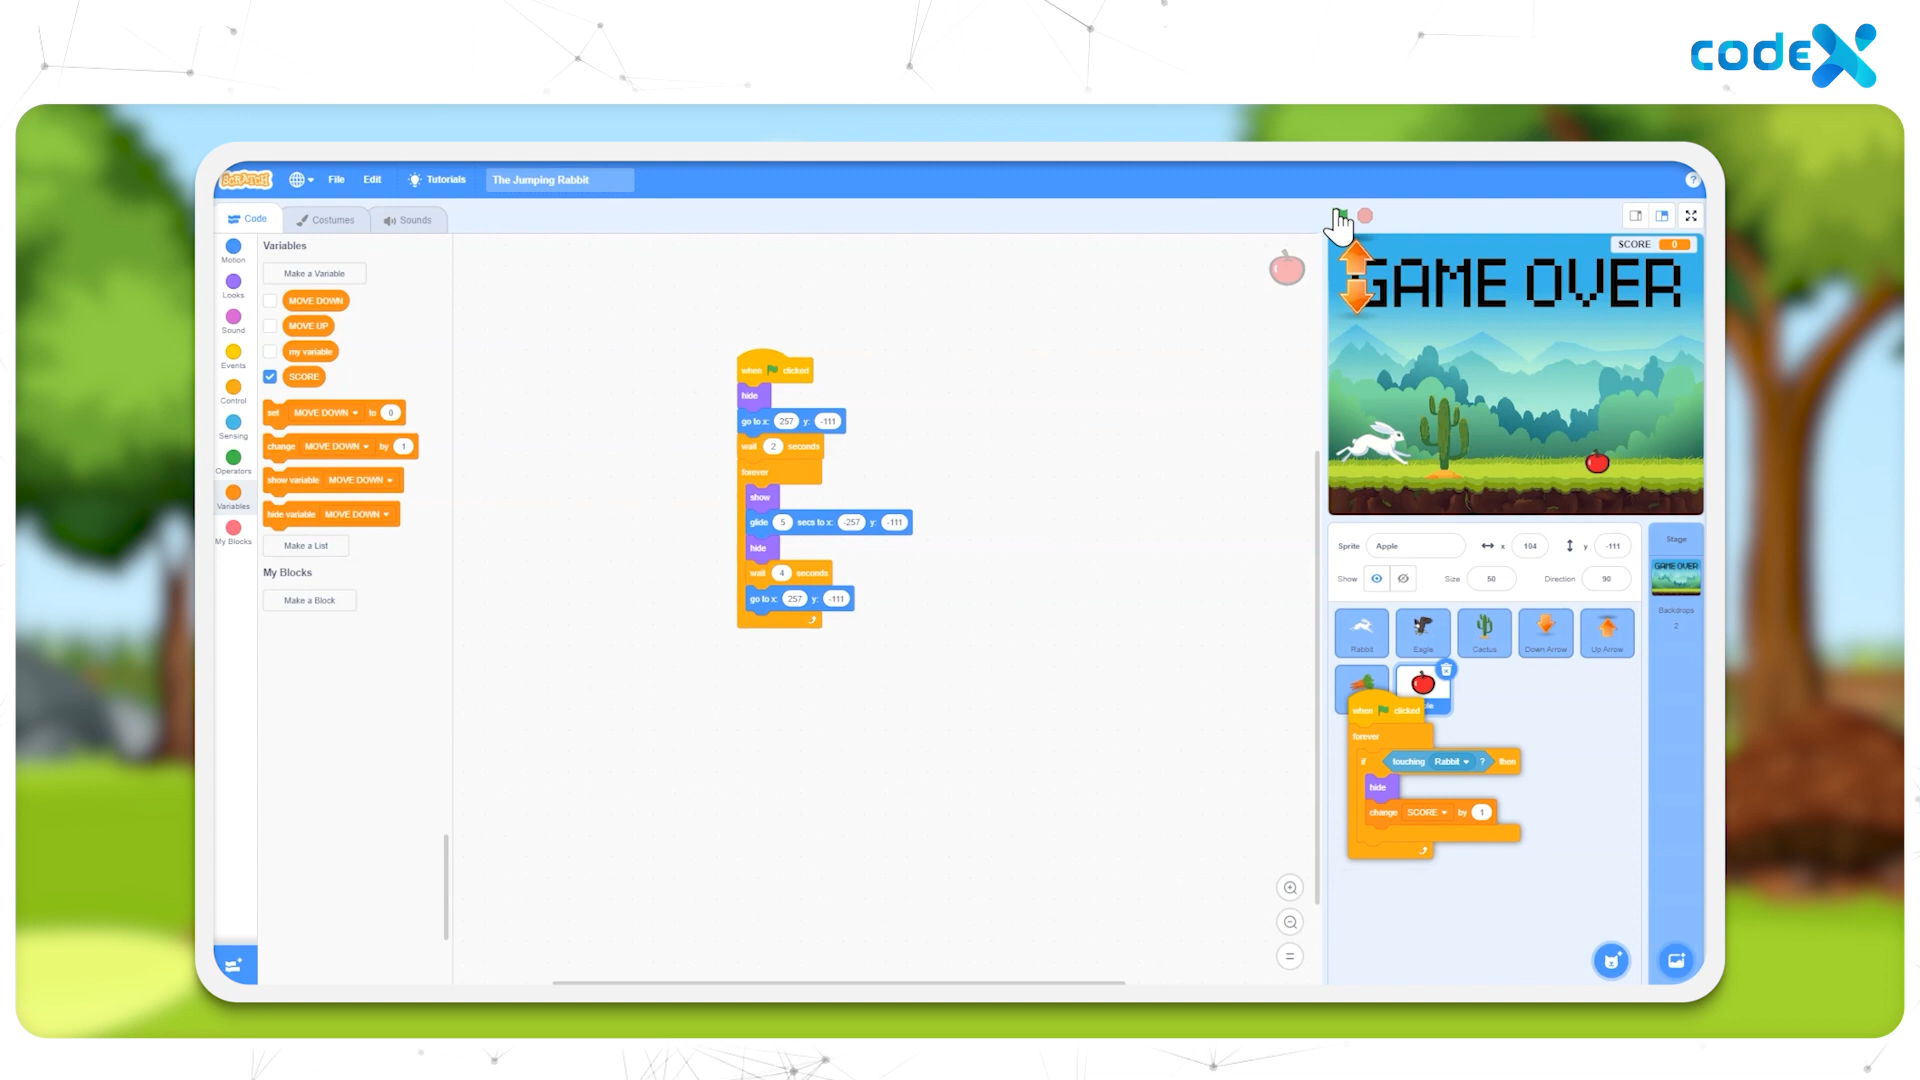 codeX
SCRATCH
File
Edit
Tutorials
The Jumping Rabbit
?
Code
Costumes
Sounds
Motion
Looks
Sound
Events
Control
Sensing
Operators
Variables
My Blocks
Variables
Make a Variable
MOVE DOWN
MOVE UP
my variable
SCORE
set MOVE DOWN to 0
change MOVE DOWN by 1
show variable MOVE DOWN
hide variable MOVE DOWN
Make a List
My Blocks
Make a Block
when clicked
hide
go to x: 257 y: -111
wait 2 seconds
forever
show
glide 5 secs to x: -257 y: -111
hide
wait 4 seconds
go to x: 257 y: -111
SCORE 0
GAME OVER
Sprite Apple x 104 y -111
Show Size 50 Direction 90
Rabbit
Eagle
Cactus
Down Arrow
Up Arrow
when clicked
forever
if touching Rabbit ? then
hide
change SCORE by 1
Stage
GAME OVER
Backdrops
2